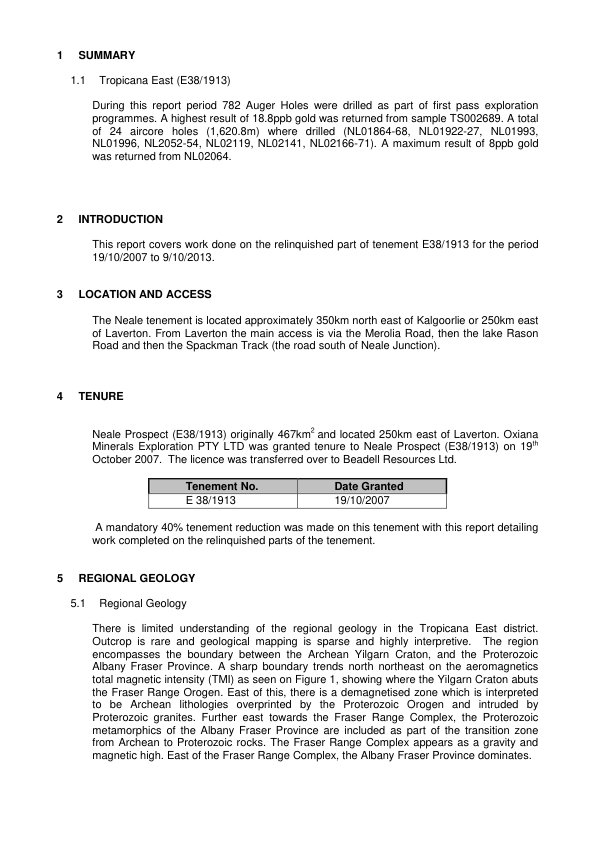 1 SUMMARY
1.1 Tropicana East (E38/1913)
During this report period 782 Auger Holes were drilled as part of first pass exploration
programmes. A highest result of 18.8ppb gold was returned from sample TS002689. A total
of 24 aircore holes (1,620.8m) where drilled (NL01864-68, NL01922-27, NL01993,
NL01996, NL2052-54, NL02119, NL02141, NL02166-71). A maximum result of 8ppb gold
was returned from NL02064.
2 INTRODUCTION
This report covers work done on the relinquished part of tenement E38/1913 for the period
19/10/2007 to 9/10/2013.
3 LOCATION AND ACCESS
The Neale tenement is located approximately 350km north east of Kalgoorlie or 250km east
of Laverton. From Laverton the main access is via the Merolia Road, then the lake Rason
Road and then the Spackman Track (the road south of Neale Junction).
4 TENURE
Neale Prospect (E38/1913) originally 467km² and located 250km east of Laverton. Oxiana
Minerals Exploration PTY LTD was granted tenure to Neale Prospect (E38/1913) on 19th
October 2007. The licence was transferred over to Beadell Resources Ltd.
Tenement No. Date Granted
E 38/1913 19/10/2007
A mandatory 40% tenement reduction was made on this tenement with this report detailing
work completed on the relinquished parts of the tenement.
5 REGIONAL GEOLOGY
5.1 Regional Geology
There is limited understanding of the regional geology in the Tropicana East district.
Outcrop is rare and geological mapping is sparse and highly interpretive. The region
encompasses the boundary between the Archean Yilgarn Craton, and the Proterozoic
Albany Fraser Province. A sharp boundary trends north northeast on the aeromagnetics
total magnetic intensity (TMI) as seen on Figure 1, showing where the Yilgarn Craton abuts
the Fraser Range Orogen. East of this, there is a demagnetised zone which is interpreted
to be Archean lithologies overprinted by the Proterozoic Orogen and intruded by
Proterozoic granites. Further east towards the Fraser Range Complex, the Proterozoic
metamorphics of the Albany Fraser Province are included as part of the transition zone
from Archean to Proterozoic rocks. The Fraser Range Complex appears as a gravity and
magnetic high. East of the Fraser Range Complex, the Albany Fraser Province dominates.